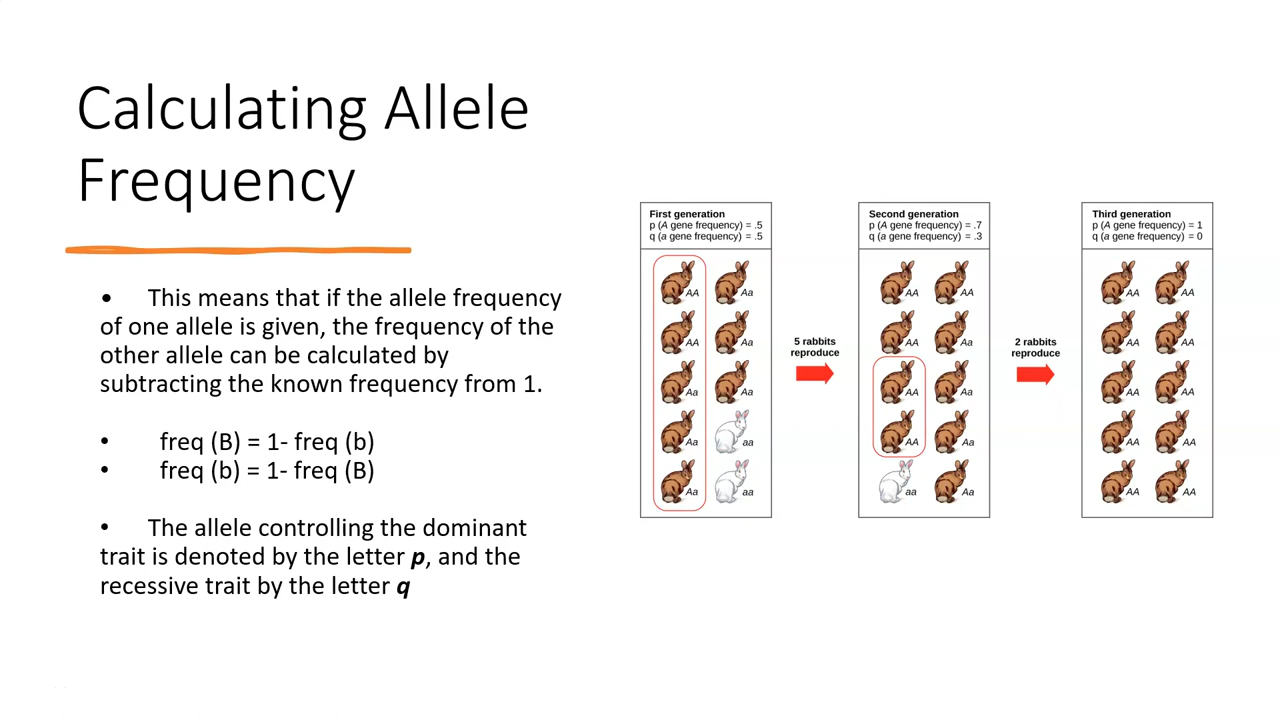 Calculating Allele
Frequency
• This means that if the allele frequency
of one allele is given, the frequency of the
other allele can be calculated by
subtracting the known frequency from 1.
• freq (B) = 1- freq (b)
• freq (b) = 1- freq (B)
• The allele controlling the dominant
trait is denoted by the letter p, and the
recessive trait by the letter q
First generation
p (A gene frequency) = .5
q (a gene frequency) = .5
AA Aa
AA Aa
Aa Aa
Aa aa
Aa aa
5 rabbits
reproduce
Second generation
p (A gene frequency) = .7
q (a gene frequency) = .3
AA AA
AA Aa
AA Aa
AA Aa
aa Aa
2 rabbits
reproduce
Third generation
p (A gene frequency) = 1
q (a gene frequency) = 0
AA AA
AA AA
AA AA
AA AA
AA AA